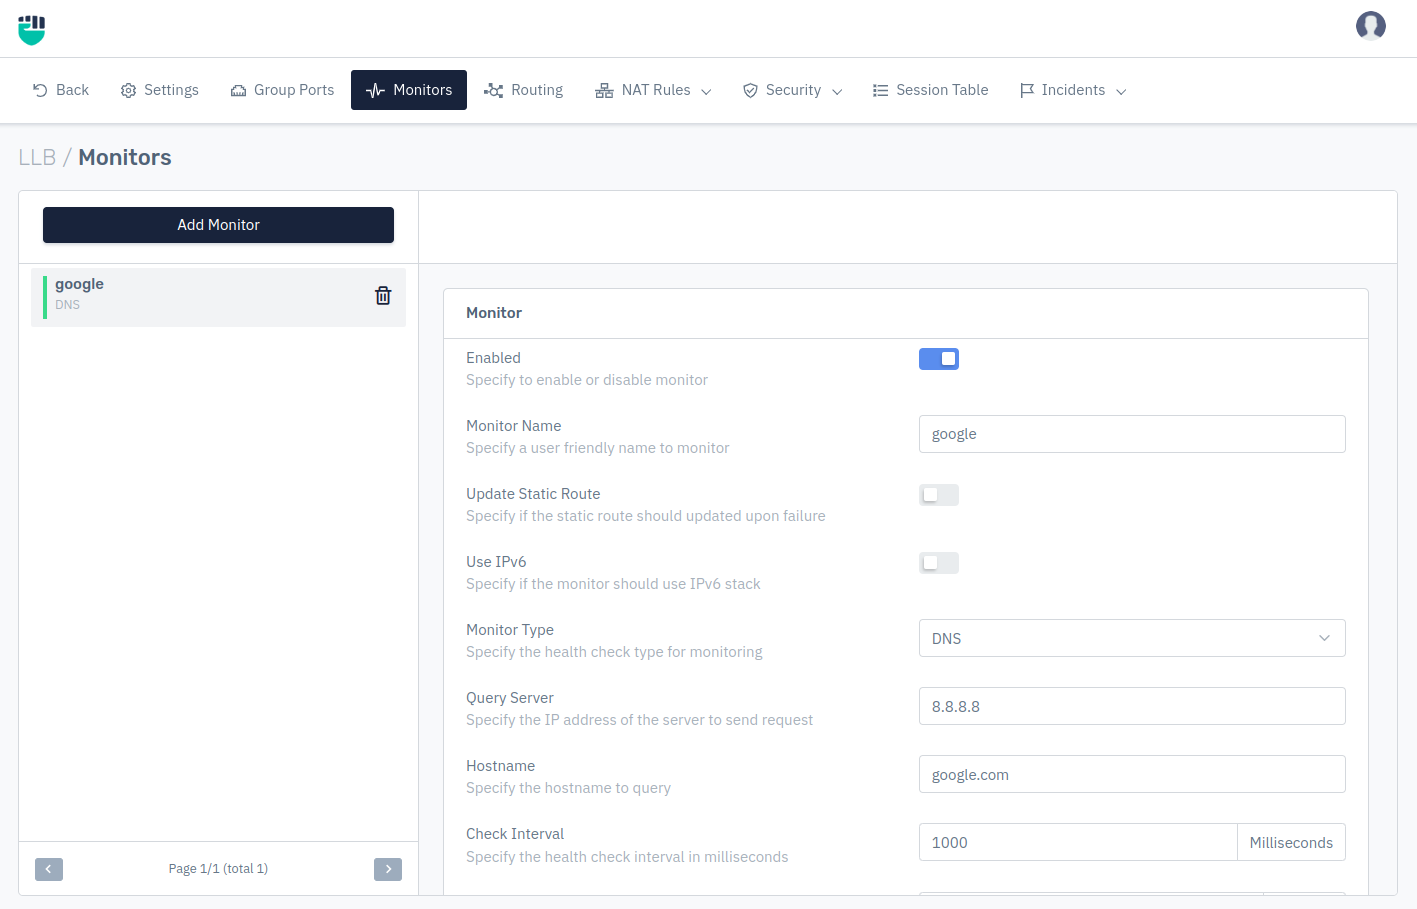 Back
Settings
Group Ports
Monitors
Routing
NAT Rules
Security
Session Table
Incidents
LLB / Monitors
Add Monitor
google
DNS
Page 1/1 (total 1)
Monitor
Enabled
Specify to enable or disable monitor
Monitor Name
Specify a user friendly name to monitor
google
Update Static Route
Specify if the static route should updated upon failure
Use IPv6
Specify if the monitor should use IPv6 stack
Monitor Type
Specify the health check type for monitoring
DNS
Query Server
Specify the IP address of the server to send request
8.8.8.8
Hostname
Specify the hostname to query
google.com
Check Interval
Specify the health check interval in milliseconds
1000 Milliseconds